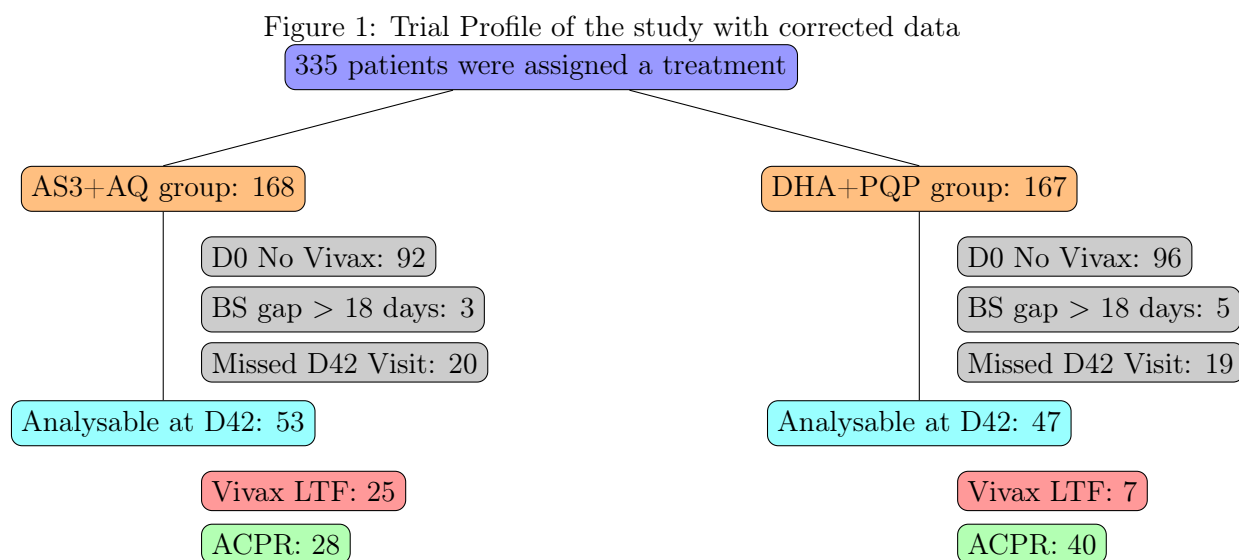 Figure 1: Trial Profile of the study with corrected data
335 patients were assigned a treatment
AS3+AQ group: 168
D0 No Vivax: 92
BS gap > 18 days: 3
Missed D42 Visit: 20
Analysable at D42: 53
Vivax LTF: 25
ACPR: 28
DHA+PQP group: 167
D0 No Vivax: 96
BS gap > 18 days: 5
Missed D42 Visit: 19
Analysable at D42: 47
Vivax LTF: 7
ACPR: 40